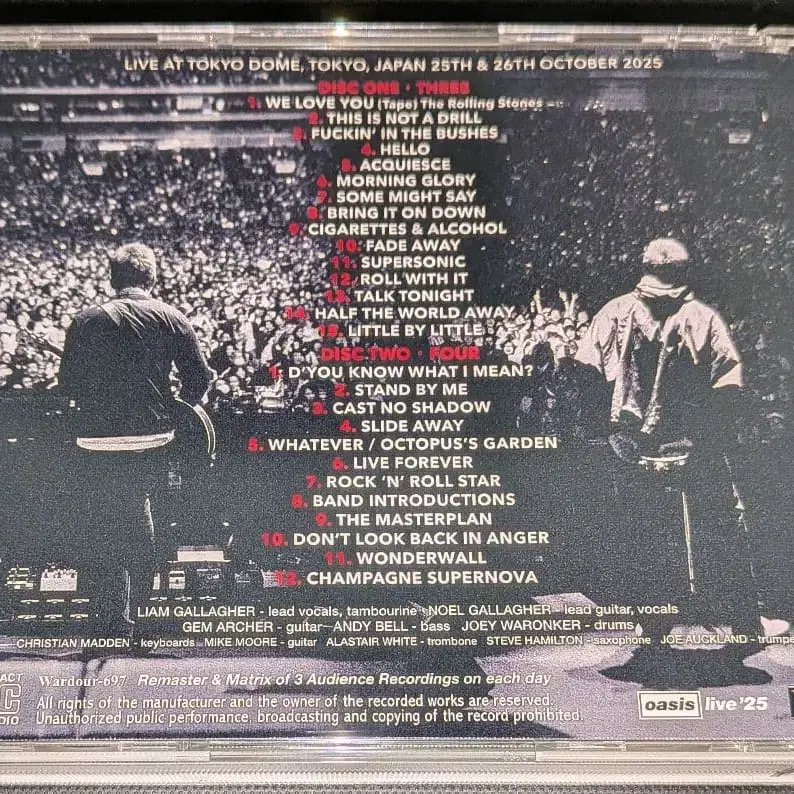 LIVE AT TOKYO DOME, TOKYO, JAPAN 25TH & 26TH OCTOBER 2025
DISC ONE · THREE
1. WE LOVE YOU (Tape) The Rolling Stones
2. THIS IS NOT A DRILL
3. FUCKIN' IN THE BUSHES
4. HELLO
5. ACQUIESCE
6. MORNING GLORY
7. SOME MIGHT SAY
8. BRING IT ON DOWN
9. CIGARETTES & ALCOHOL
10. FADE AWAY
11. SUPERSONIC
12. ROLL WITH IT
13. TALK TONIGHT
14. HALF THE WORLD AWAY
15. LITTLE BY LITTLE
DISC TWO · FOUR
1. D'YOU KNOW WHAT I MEAN?
2. STAND BY ME
3. CAST NO SHADOW
4. SLIDE AWAY
5. WHATEVER / OCTOPUS'S GARDEN
6. LIVE FOREVER
7. ROCK 'N' ROLL STAR
8. BAND INTRODUCTIONS
9. THE MASTERPLAN
10. DON'T LOOK BACK IN ANGER
11. WONDERWALL
12. CHAMPAGNE SUPERNOVA
LIAM GALLAGHER - lead vocals, tambourine NOEL GALLAGHER - lead guitar, vocals
GEM ARCHER - guitar ANDY BELL - bass JOEY WARONKER - drums
CHRISTIAN MADDEN - keyboards MIKE MOORE - guitar ALASTAIR WHITE - trombone STEVE HAMILTON - saxophone JOE AUCKLAND - trumpe
Wardour-697 Remaster & Matrix of 3 Audience Recordings on each day
All rights of the manufacturer and the owner of the recorded works are reserved.
Unauthorized public performance, broadcasting and copying of the record prohibited.
oasis live '25